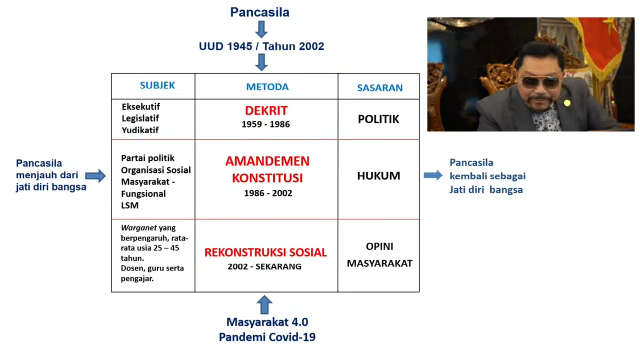 Pancasila
UUD 1945 / Tahun 2002
SUBJEK
METODA
SASARAN
Eksekutif
Legislatif
Yudikatif
DEKRIT
1959 - 1986
POLITIK
Pancasila
menjauh dari
jati diri bangsa
Partai politik
Organisasi Sosial
Masyarakat -
Fungsional
LSM
AMANDEMEN
KONSTITUSI
1986 - 2002
HUKUM
Pancasila
kembali sebagai
Jati diri bangsa
Warganet yang
berpengaruh, rata-
rata usia 25 – 45
tahun.
Dosen, guru serta
pengajar.
REKONSTRUKSI SOSIAL
2002 - SEKARANG
OPINI
MASYARAKAT
Masyarakat 4.0
Pandemi Covid-19